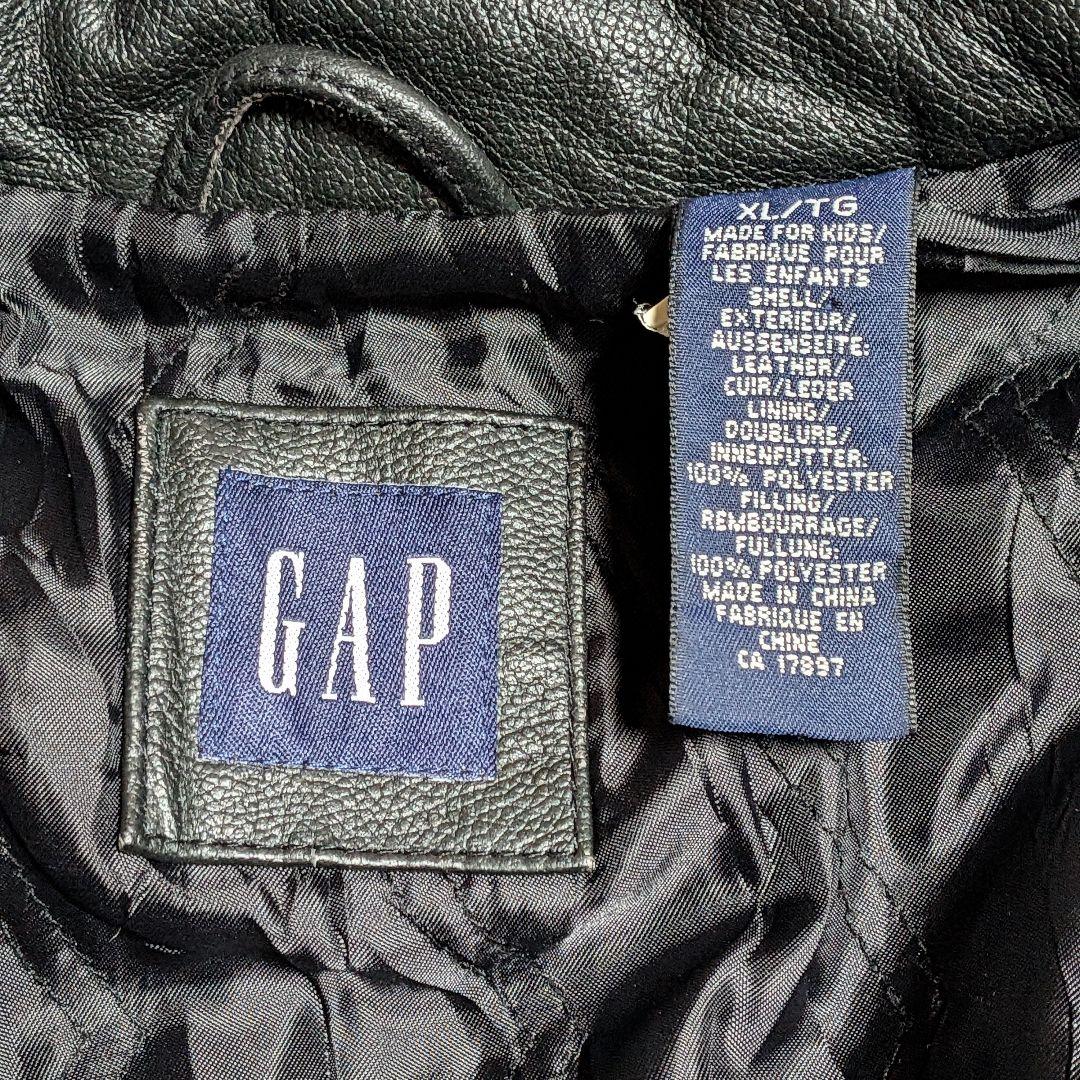 GAP
XL/TG
MADE FOR KIDS/
FABRIQUE POUR
LES ENFANTS
SHELL/
EXTERIEUR/
AUSSENSEITE:
LEATHER/
CUIR/LEDER
LINING/
DOUBLURE/
INNENFUTTER:
100% POLYESTER
FILLING/
REMBOURRAGE/
FULLUNG:
100% POLYESTER
MADE IN CHINA
FABRIQUE EN
CHINE
CA 17897